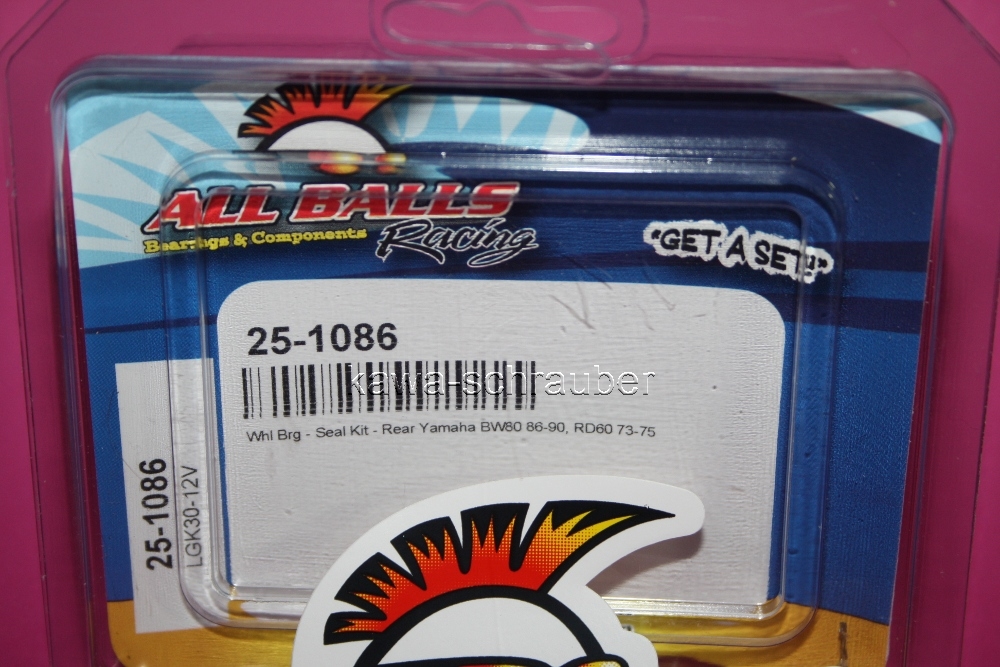 ALL BALLS
Bearings & Components
Racing
"GET A SET!"
25-1086
kawa-schrauber
Whl Brg - Seal Kit - Rear Yamaha BW80 86-90, RD60 73-75
25-1086
LGK30-12V